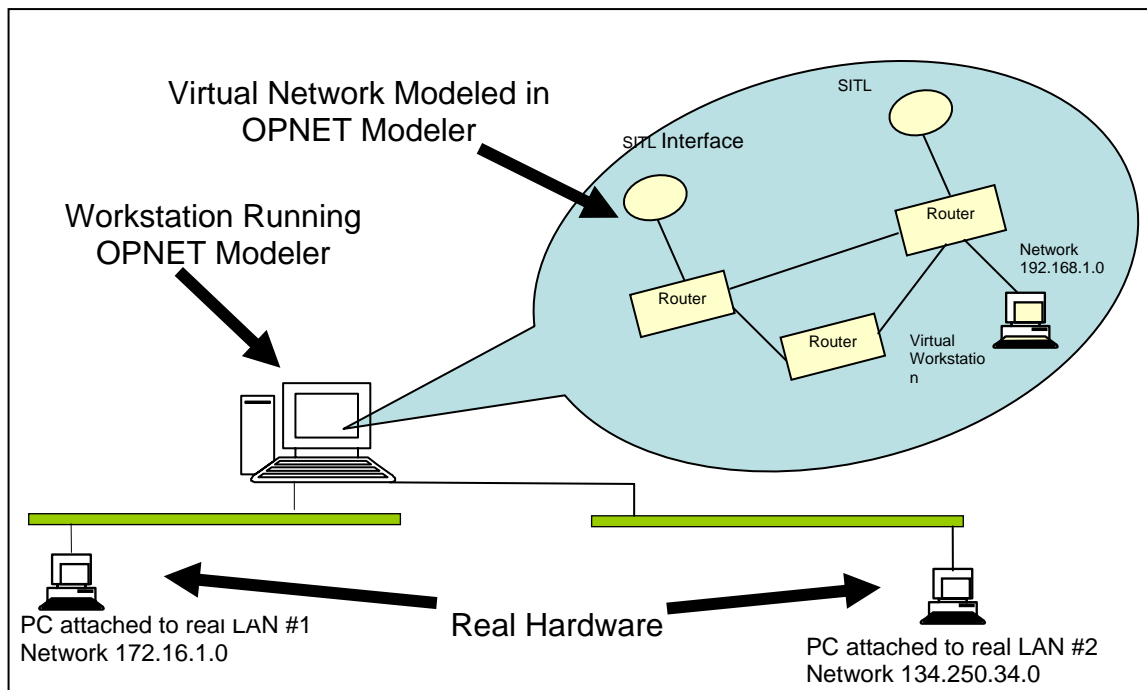 Virtual Network Modeled in
OPNET Modeler
SITL
SITL Interface
Workstation Running
OPNET Modeler
Router
Network
192.168.1.0
Router
Router
Virtual
Workstatio
n
Real Hardware
PC attached to real LAN #1
Network 172.16.1.0
PC attached to real LAN #2
Network 134.250.34.0